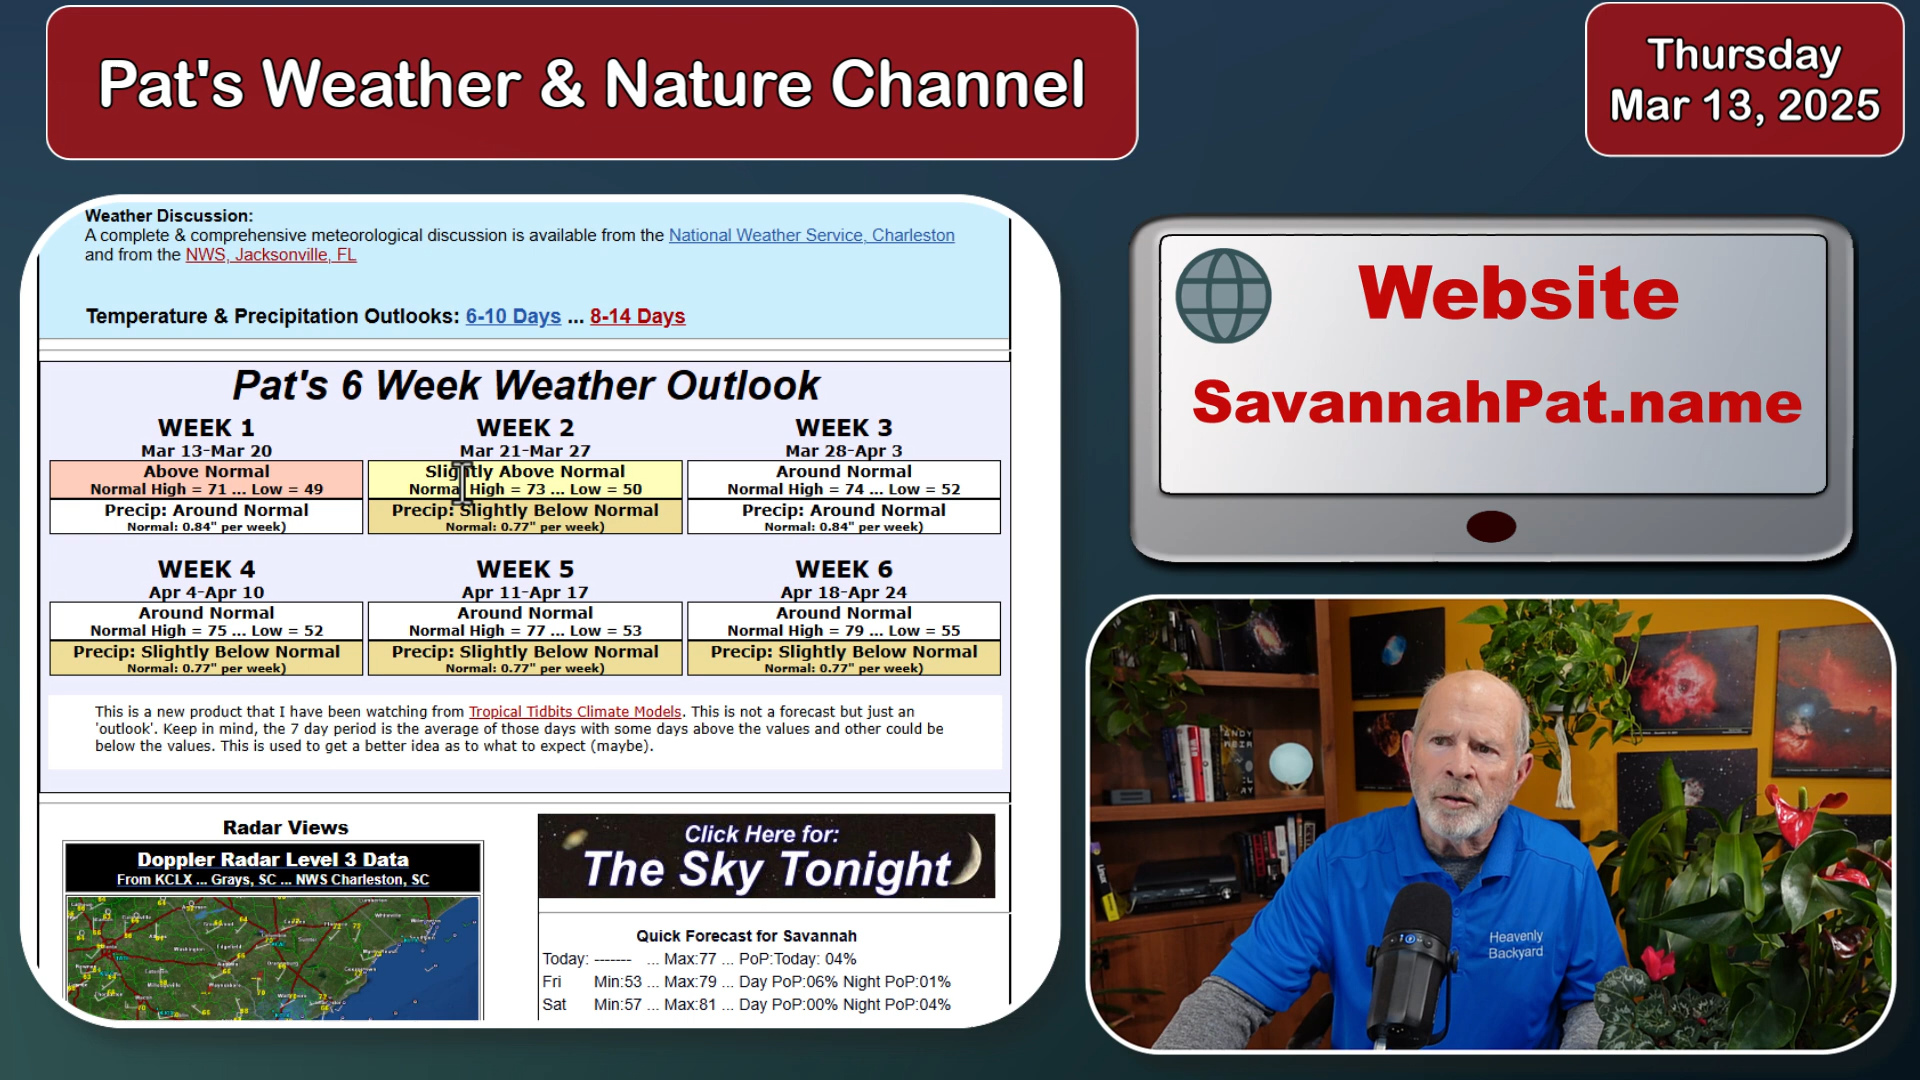 Pat's Weather & Nature Channel
Thursday
Mar 13, 2025
Weather Discussion:
A complete & comprehensive meteorological discussion is available from the National Weather Service, Charleston
and from the NWS, Jacksonville, FL
Temperature & Precipitation Outlooks: 6-10 Days ... 8-14 Days
Pat's 6 Week Weather Outlook
WEEK 1
Mar 13-Mar 20
Above Normal
Normal High = 71 ... Low = 49
Precip: Around Normal
Normal: 0.84" per week)
WEEK 2
Mar 21-Mar 27
Slightly Above Normal
Normal High = 73 ... Low = 50
Precip: Slightly Below Normal
Normal: 0.77" per week)
WEEK 3
Mar 28-Apr 3
Around Normal
Normal High = 74 ... Low = 52
Precip: Around Normal
Normal: 0.84" per week)
WEEK 4
Apr 4-Apr 10
Around Normal
Normal High = 75 ... Low = 52
Precip: Slightly Below Normal
Normal: 0.77" per week)
WEEK 5
Apr 11-Apr 17
Around Normal
Normal High = 77 ... Low = 53
Precip: Slightly Below Normal
Normal: 0.77" per week)
WEEK 6
Apr 18-Apr 24
Around Normal
Normal High = 79 ... Low = 55
Precip: Slightly Below Normal
Normal: 0.77" per week)
This is a new product that I have been watching from Tropical Tidbits Climate Models. This is not a forecast but just an
'outlook'. Keep in mind, the 7 day period is the average of those days with some days above the values and other could be
below the values. This is used to get a better idea as to what to expect (maybe).
Radar Views
Doppler Radar Level 3 Data
From KCLX ... Grays, SC ... NWS Charleston, SC
Click Here for:
The Sky Tonight
Quick Forecast for Savannah
Today: ------- ... Max:77 ... PoP:Today: 04%
Fri Min:53 ... Max:79 ... Day PoP:06% Night PoP:01%
Sat Min:57 ... Max:81 ... Day PoP:00% Night PoP:04%
Website
SavannahPat.name
ANDY
WEIR
Heavenly
Backyard